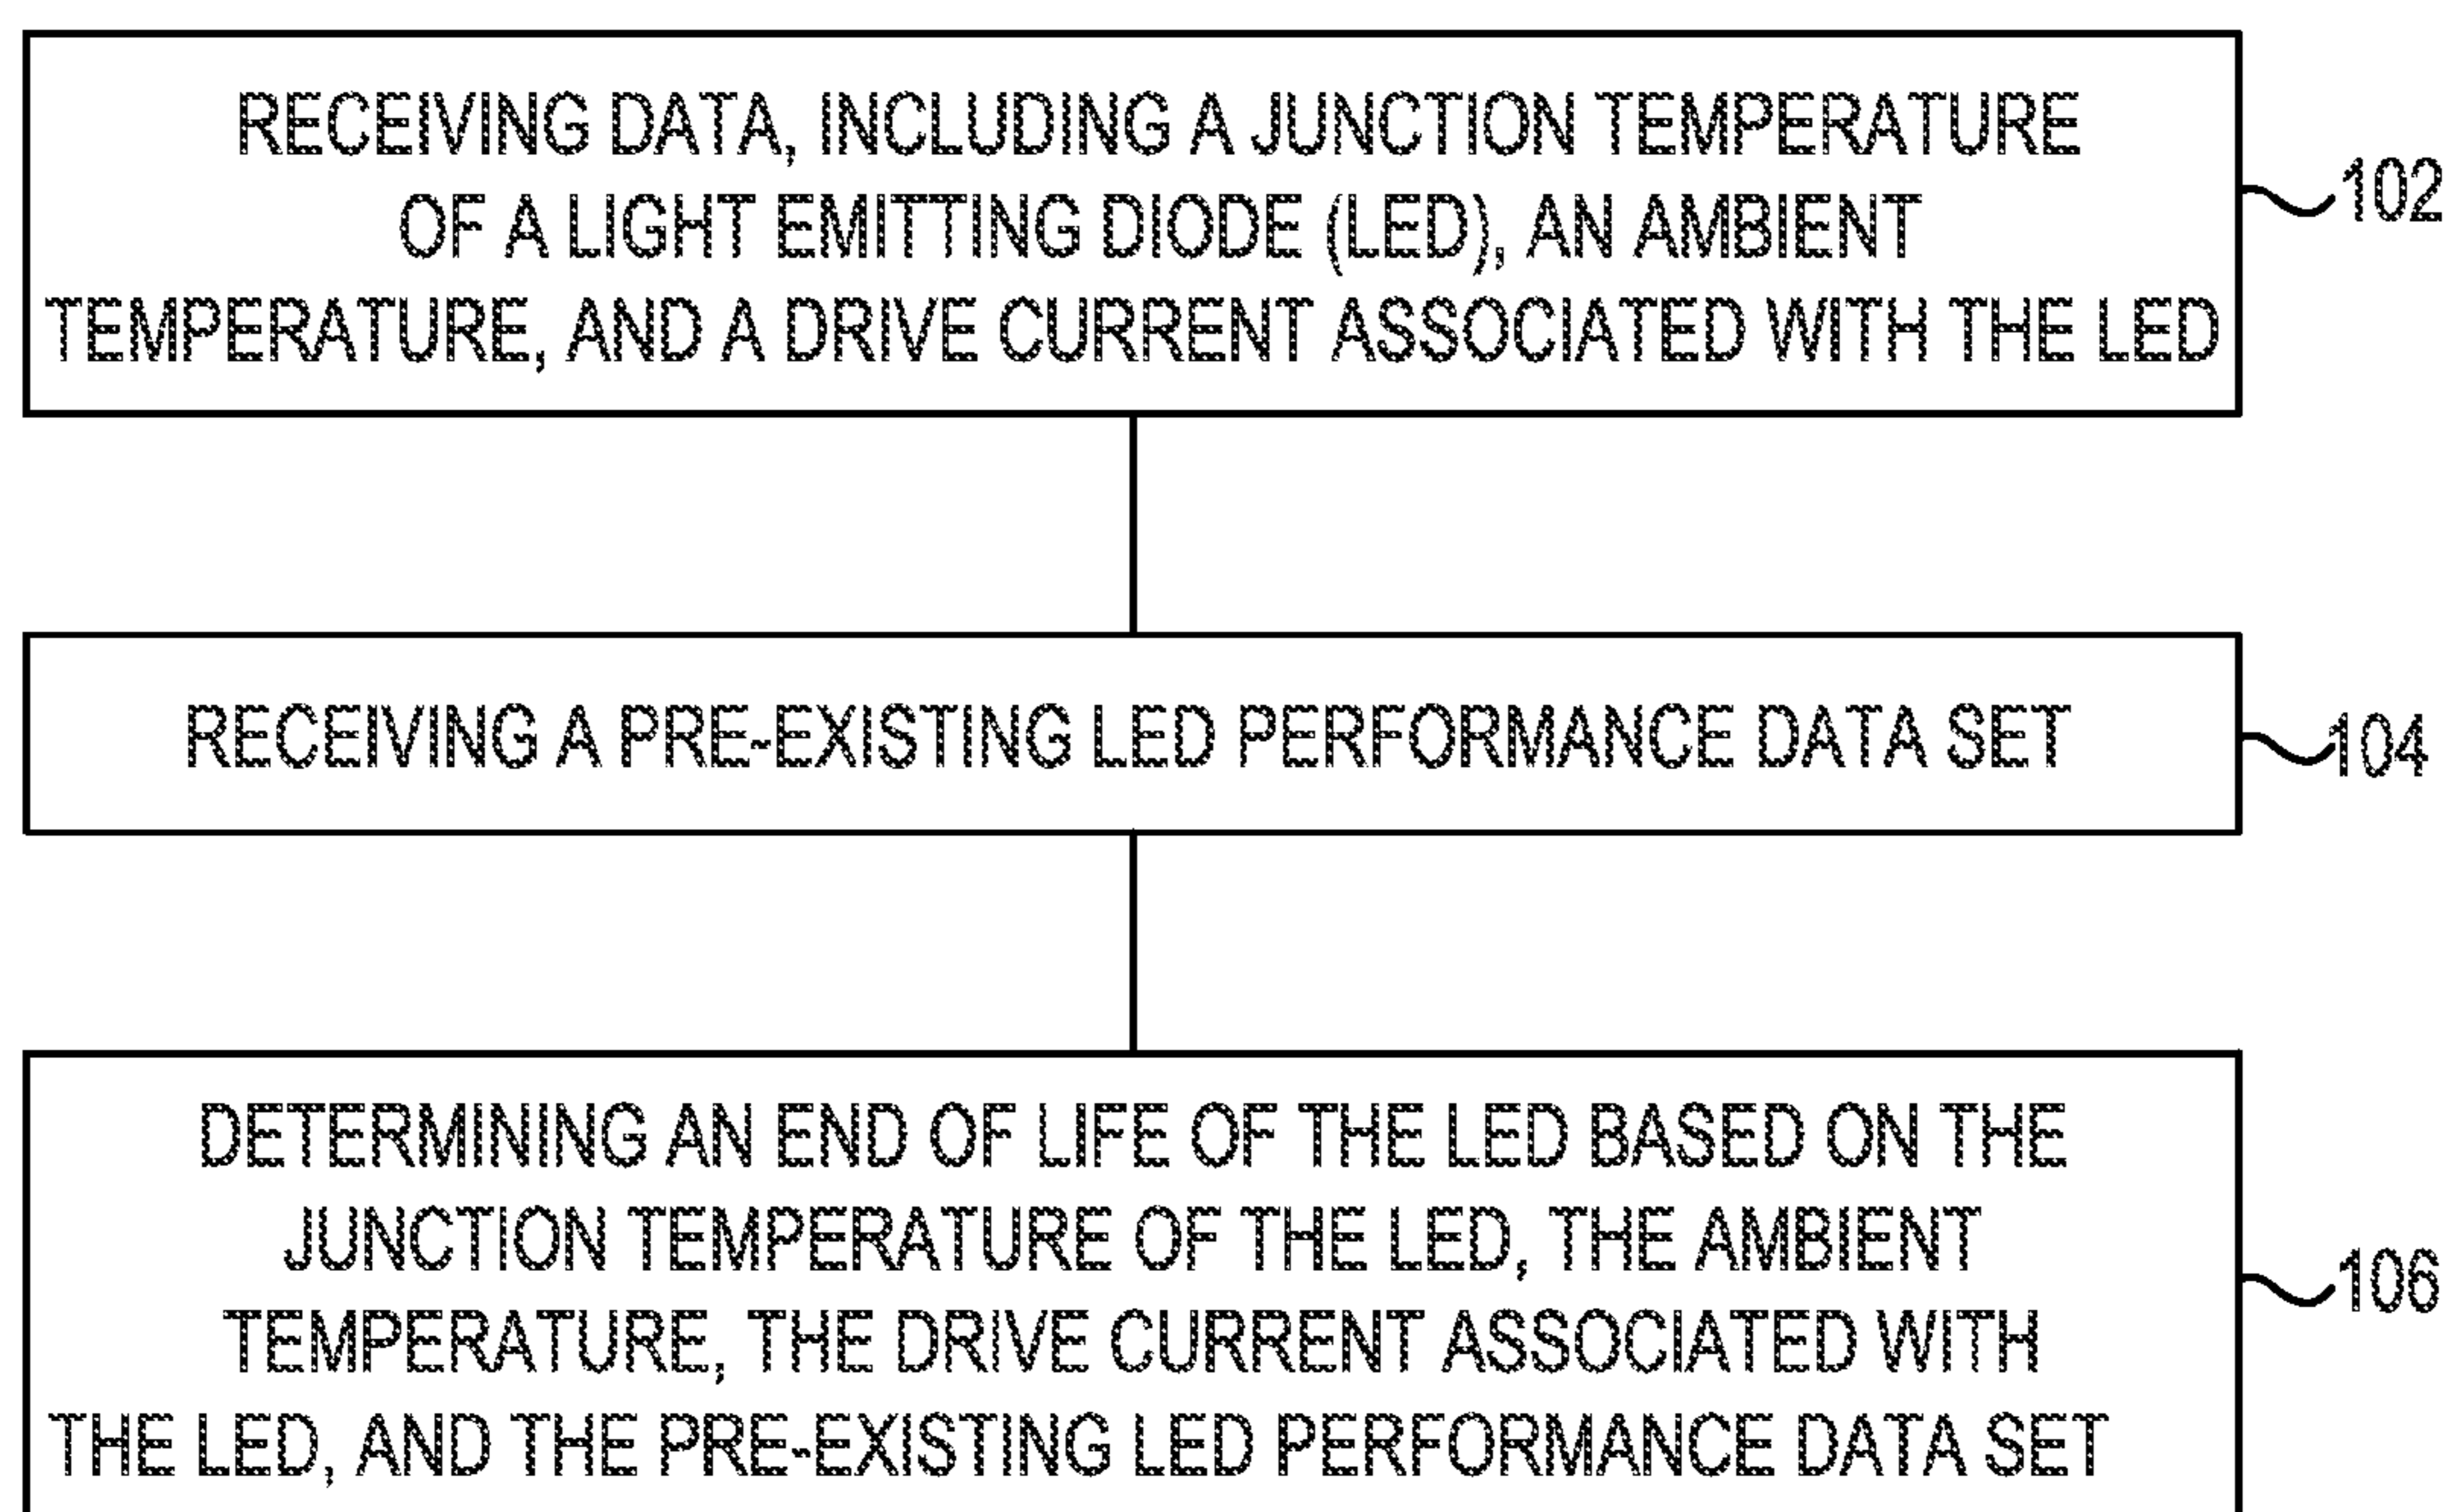 RECEIVING DATA, INCLUDING A JUNCTION TEMPERATURE
OF A LIGHT EMITTING DIODE (LED), AN AMBIENT
TEMPERATURE, AND A DRIVE CURRENT ASSOCIATED WITH THE LED
102
RECEIVING A PRE-EXISTING LED PERFORMANCE DATA SET
104
DETERMINING AN END OF LIFE OF THE LED BASED ON THE
JUNCTION TEMPERATURE OF THE LED, THE AMBIENT
TEMPERATURE, THE DRIVE CURRENT ASSOCIATED WITH
THE LED, AND THE PRE-EXISTING LED PERFORMANCE DATA SET
106